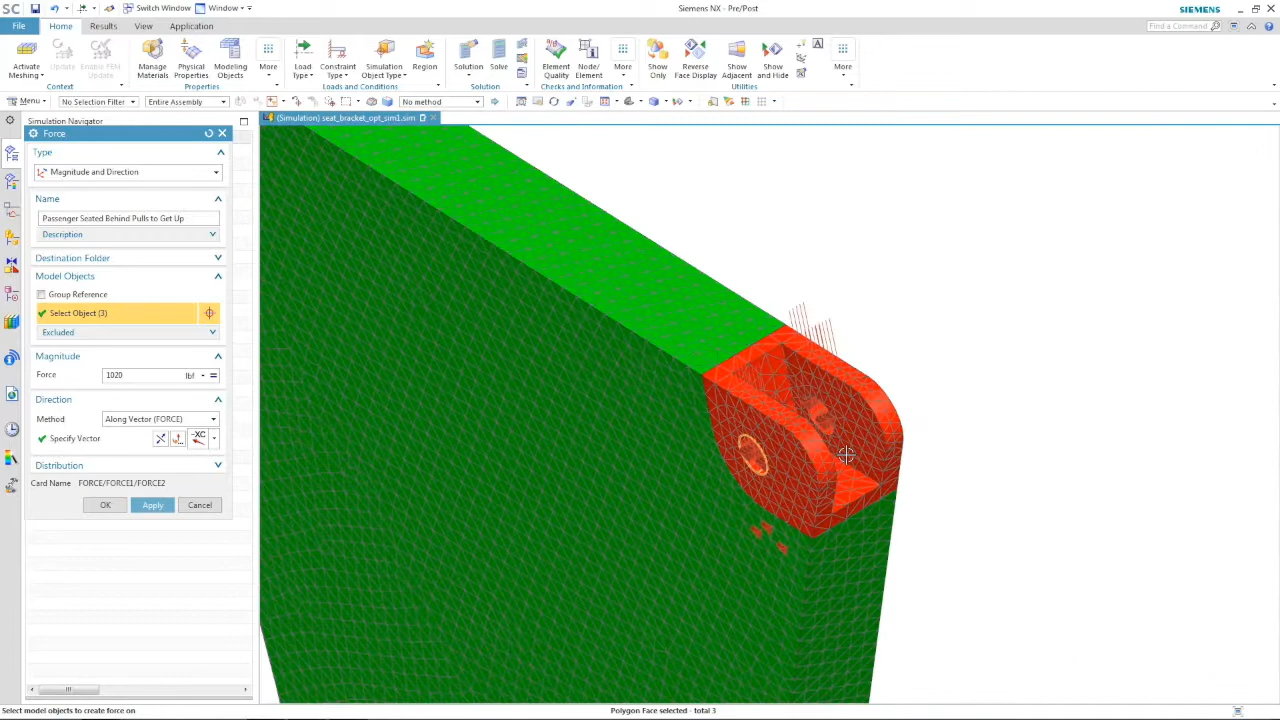 SC Switch Window Window Siemens NX - Pre/Post SIEMENS
File Home Results View Application Find a Command
Activate Meshing Update Enable FEM Update More
Context
Manage Materials Physical Properties Modeling Objects More
Properties
Load Type Constraint Type Simulation Object Type Region
Loads and Conditions
Solution Solve
Solution
Element Quality Node/Element More
Checks and Information
Show Only Reverse Face Display Show Adjacent Show and Hide More
Utilities
Menu No Selection Filter Entire Assembly No method
Simulation Navigator
(Simulation) seat_bracket_opt_sim1.sim
Force
Type
Magnitude and Direction
Name
Passenger Seated Behind Pulls to Get Up
Description
Destination Folder
Model Objects
Group Reference
Select Object (3)
Excluded
Magnitude
Force 1020 lbf
Direction
Method Along Vector (FORCE)
Specify Vector -XC
Distribution
Card Name FORCE/FORCE1/FORCE2
OK Apply Cancel
Select model objects to create force on Polygon Face selected - total 3